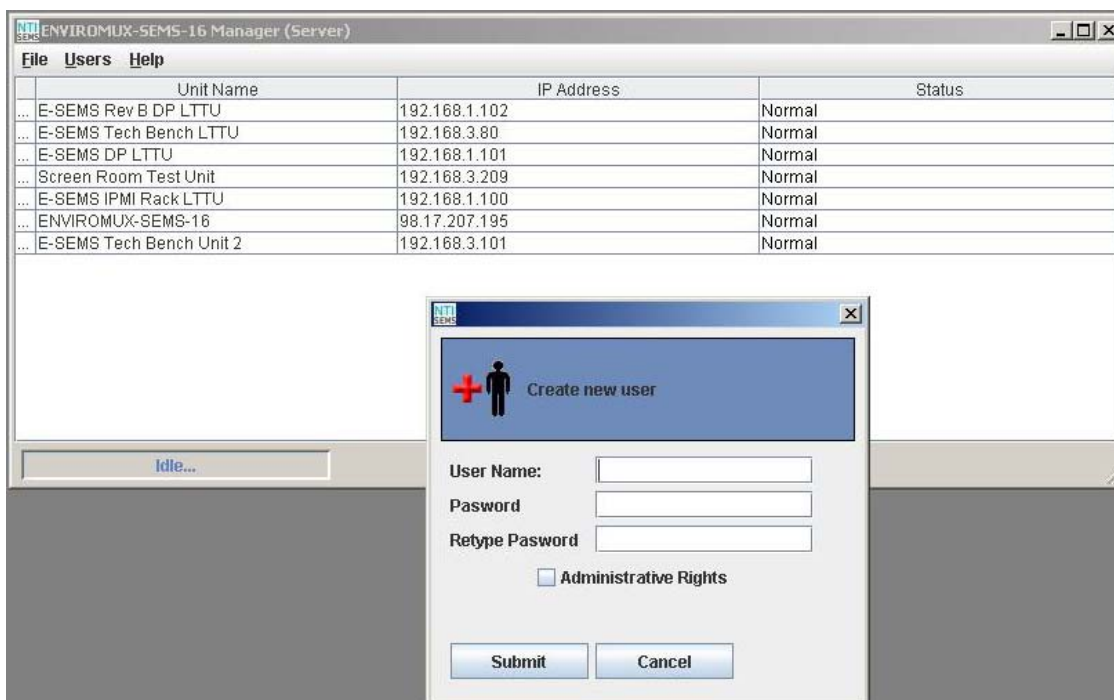 NTI SEMS ENVIROMUX-SEMS-16 Manager (Server)
File Users Help
Unit Name IP Address Status
... E-SEMS Rev B DP LTTU 192.168.1.102 Normal
... E-SEMS Tech Bench LTTU 192.168.3.80 Normal
... E-SEMS DP LTTU 192.168.1.101 Normal
... Screen Room Test Unit 192.168.3.209 Normal
... E-SEMS IPMI Rack LTTU 192.168.1.100 Normal
... ENVIROMUX-SEMS-16 98.17.207.195 Normal
... E-SEMS Tech Bench Unit 2 192.168.3.101 Normal
NTI SEMS
Create new user
Idle...
User Name:
Pasword
Retype Pasword
Administrative Rights
Submit Cancel